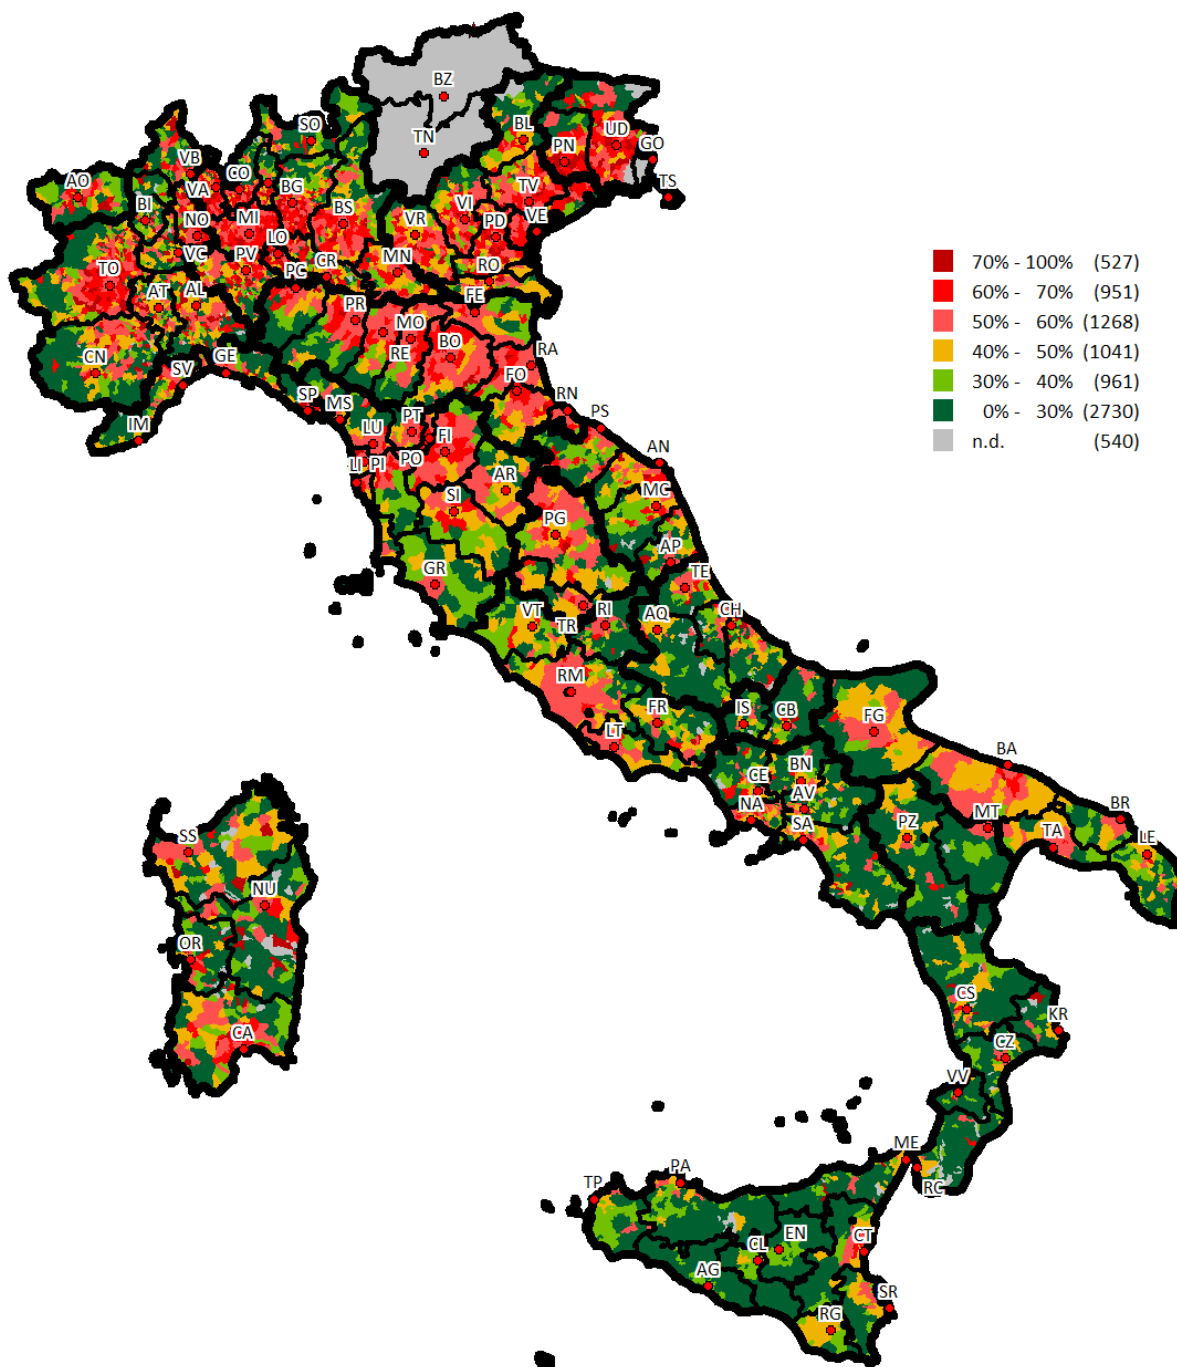 BZ
TN
SO
BL
PN
UD
GO
TS
VB
AO
VA
CO
BG
BI
TV
NO
MI
BS
VR
VI
PD
VE
LO
VC
TO
PV
PC
CR
MN
RO
AT
AL
FE
PR
MO
CN
SV
GE
RE
BO
RA
FO
IM
SP
MS
PT
RN
PS
LU
FI
AN
LI
PI
PO
AR
SI
MC
PG
AP
GR
TE
VT
TR
RI
AQ
CH
RM
FR
IS
CB
FG
LT
BA
CE
BN
NA
AV
SA
PZ
MT
BR
TA
LE
SS
NU
OR
CA
CS
KR
CZ
VV
ME
RC
TP
PA
EN
CL
CT
AG
SR
RG
70% - 100% (527)
60% - 70% (951)
50% - 60% (1268)
40% - 50% (1041)
30% - 40% (961)
0% - 30% (2730)
n.d. (540)